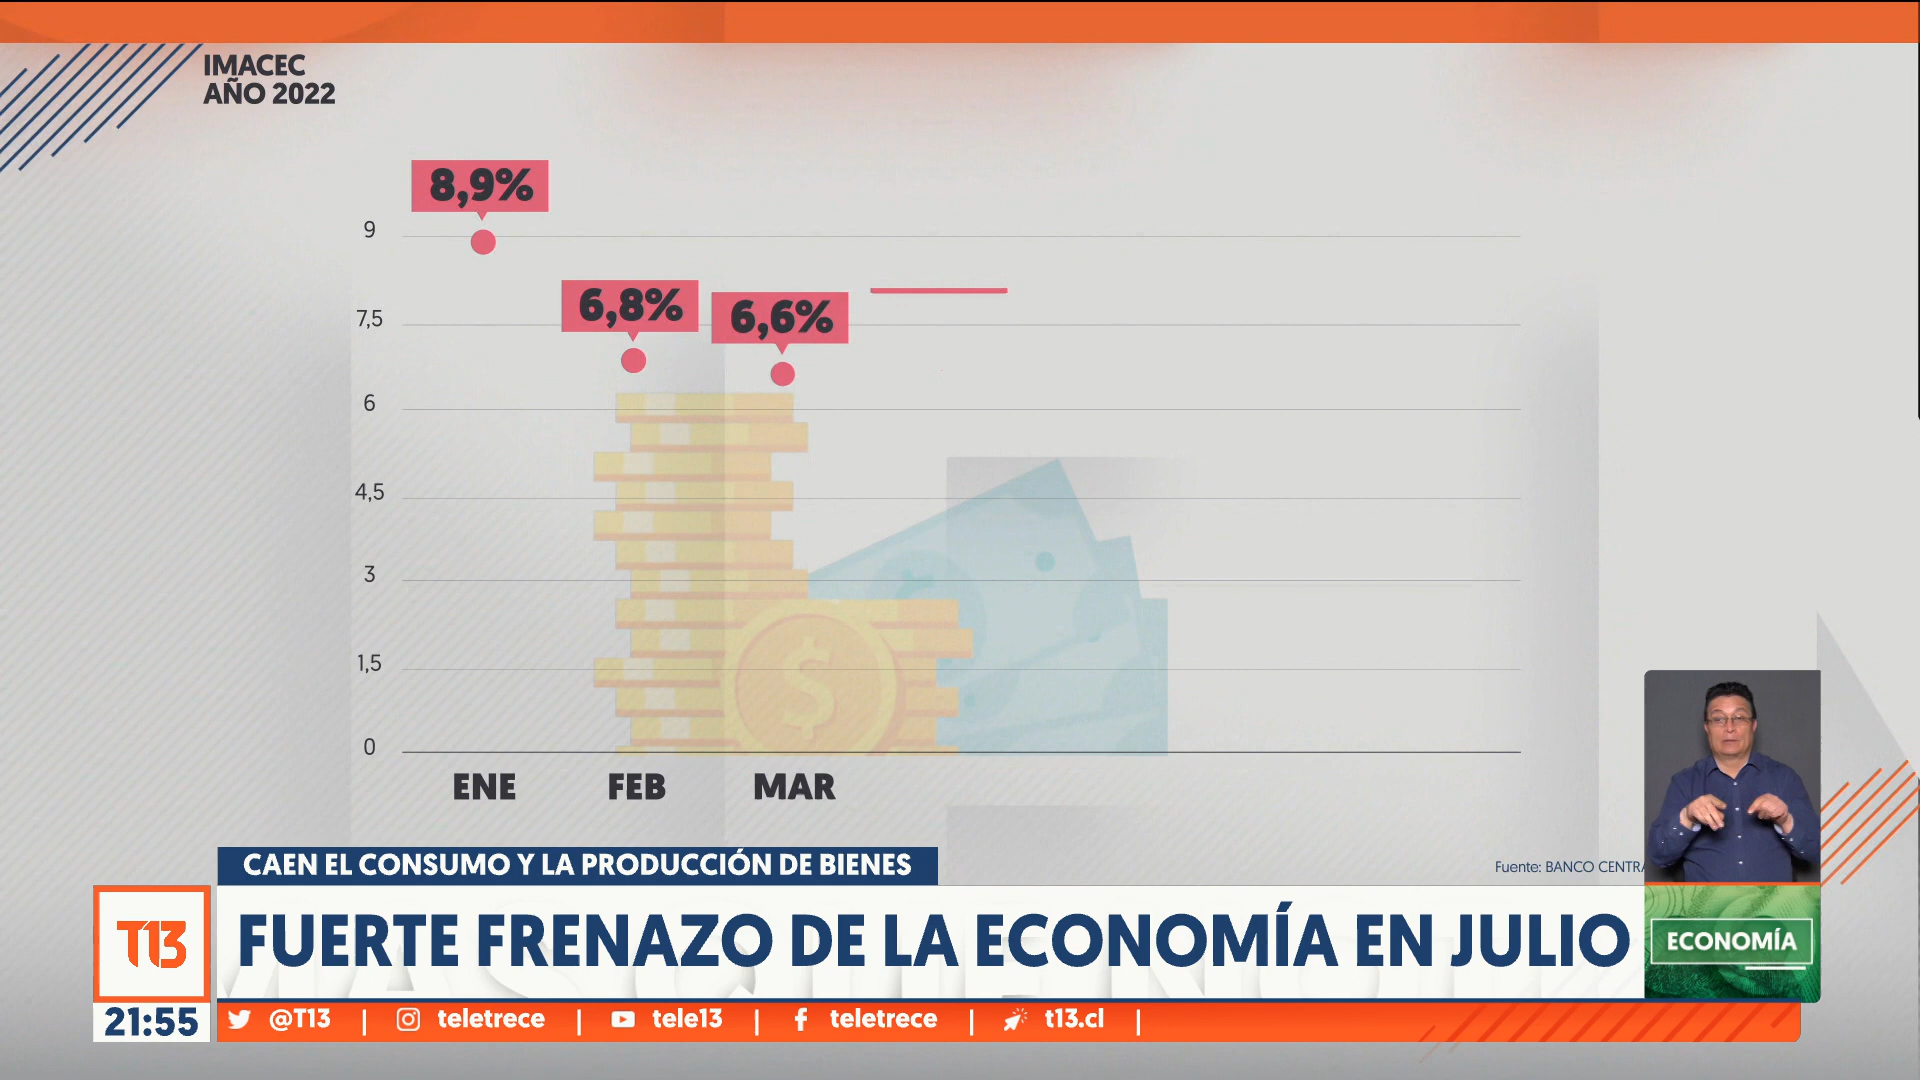 IMACEC
AÑO 2022
8,9%
6,8%
6,6%
9
7,5
6
4,5
3
1,5
0
ENE FEB MAR
CAEN EL CONSUMO Y LA PRODUCCIÓN DE BIENES
Fuente: BANCO CENTRA
T13
FUERTE FRENAZO DE LA ECONOMÍA EN JULIO
ECONOMÍA
21:55
@T13 | teletrece | tele13 | teletrece | t13.cl |